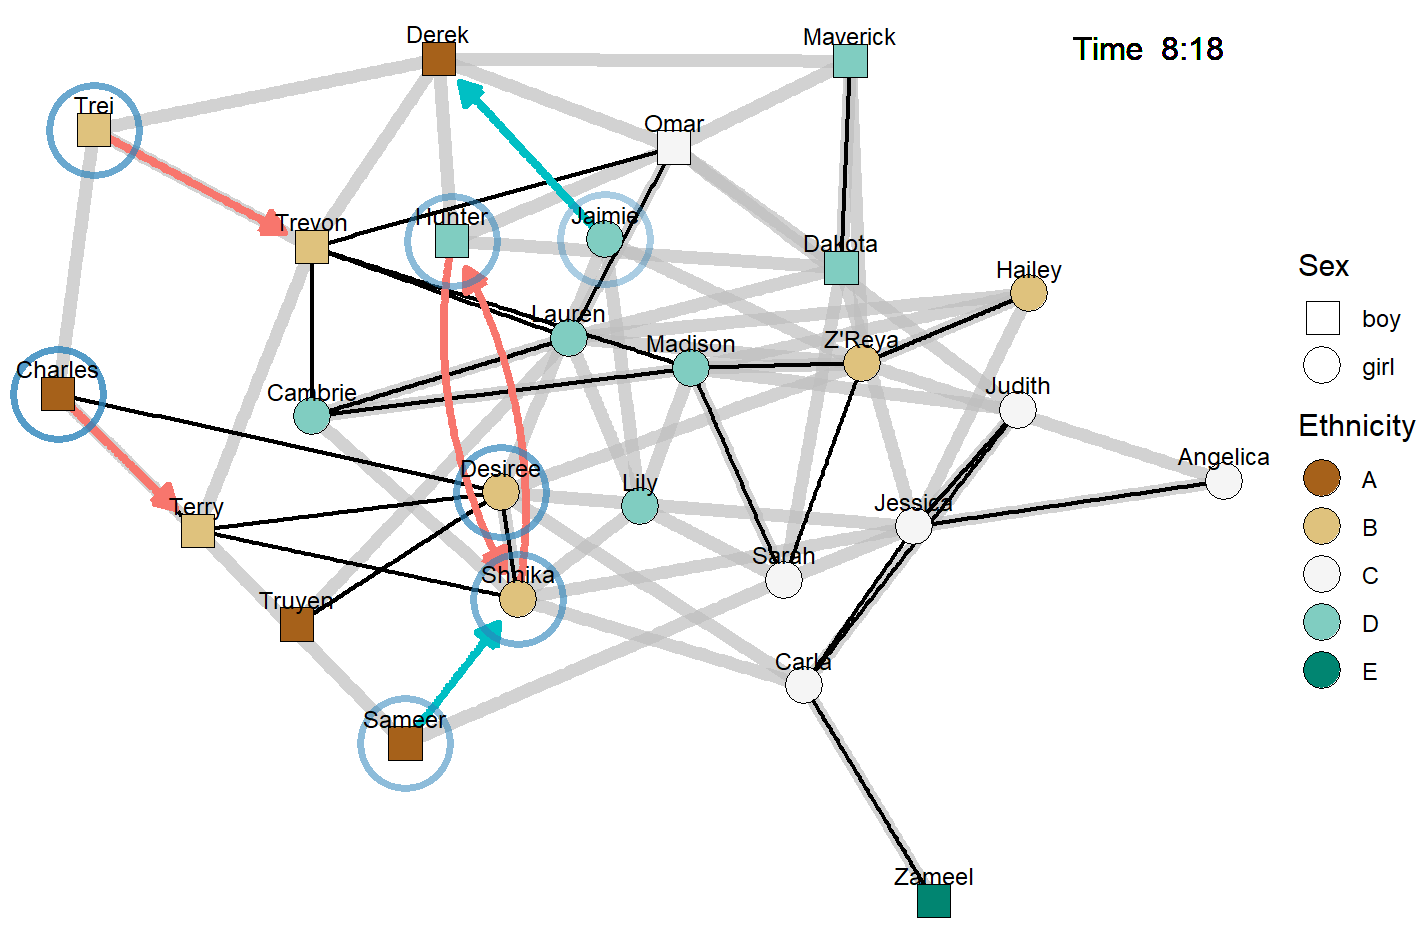 Derek
Maverick
Time 8:18
Trei
Omar
Trevon
Hunter
Jaimie
Dakota
Hailey
Sex
boy
girl
Lauren
Madison
Z'Reya
Charles
Cambrie
Judith
Ethnicity
A
B
C
D
E
Desiree
Lily
Angelica
Terry
Jessica
Sarah
Shnika
Truyen
Carla
Sameer
Zameel